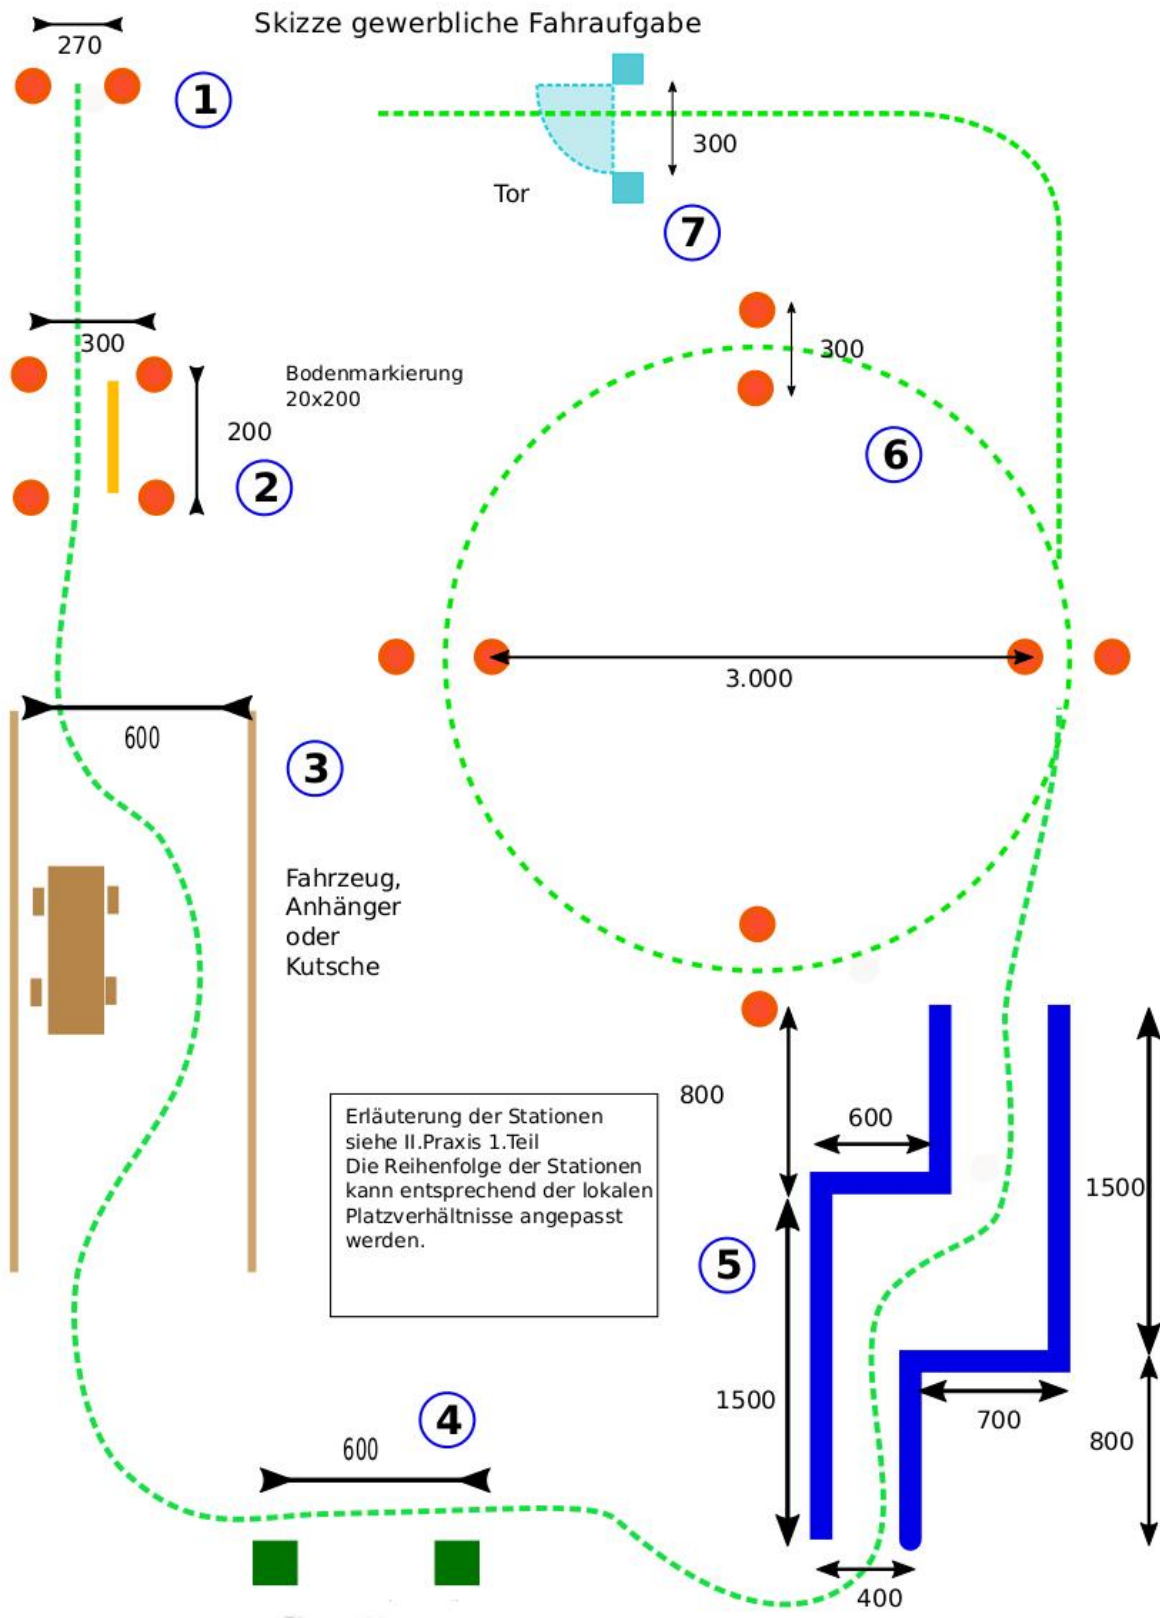 Skizze gewerbliche Fahraufgabe
270
1
300
Tor
7
300
300
Bodenmarkierung
20x200
200
2
6
3.000
600
3
Fahrzeug,
Anhänger
oder
Kutsche
Erläuterung der Stationen
siehe II.Praxis 1.Teil
Die Reihenfolge der Stationen
kann entsprechend der lokalen
Platzverhältnisse angepasst
werden.
800
600
1500
5
1500
700
800
400
4
600